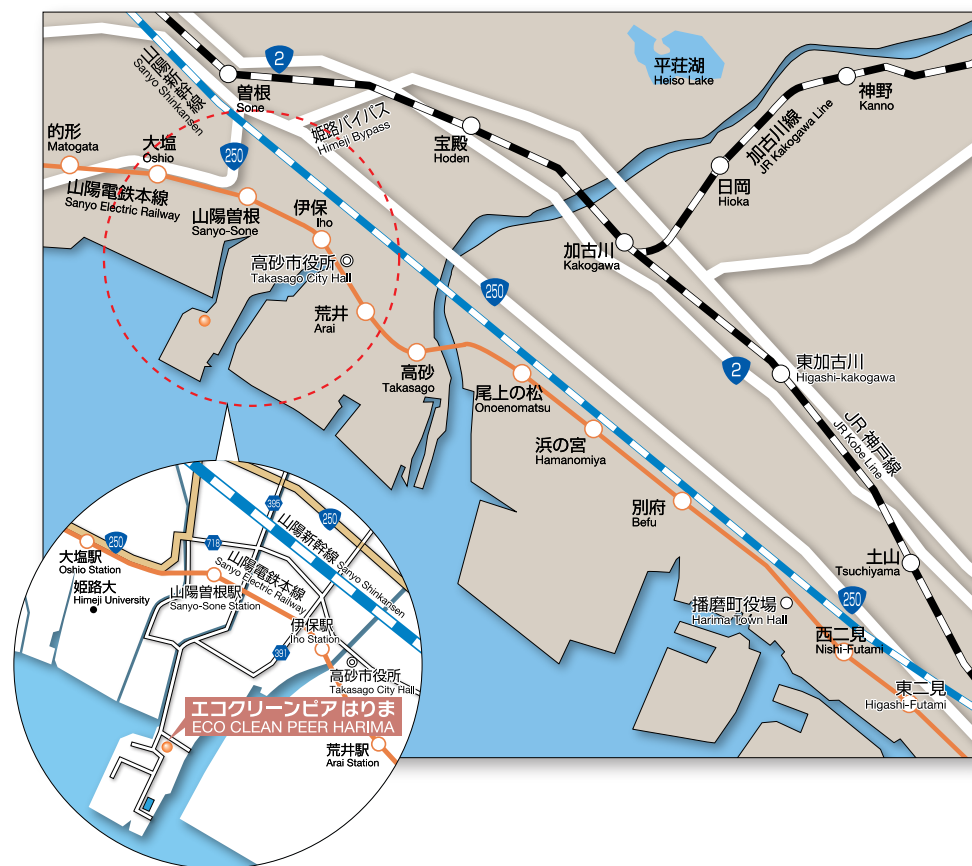 山陽新幹線
Sanyo Shinkansen
2
曽根
Sone
姫路バイパス
Himeji Bypass
平荘湖
Heiso Lake
神野
Kanno
加古川線
JR Kakogawa Line
的形
Matogata
大塩
Oshio
250
宝殿
Hoden
日岡
Hioka
山陽電鉄本線
Sanyo Electric Railway
山陽曽根
Sanyo-Sone
伊保
Iho
加古川
Kakogawa
高砂市役所
Takasago City Hall
250
荒井
Arai
高砂
Takasago
2
東加古川
Higashi-kakogawa
尾上の松
Onoenomatsu
JR 神戸線
JR Kobe Line
浜の宮
Hamanomiya
別府
Befu
土山
Tsuchiyama
250
播磨町役場
Harima Town Hall
西二見
Nishi-Futami
東二見
Higashi-Futami
395
250
250
718
山陽新幹線
Sanyo Shinkansen
大塩駅
Oshio Station
山陽電鉄本線
Sanyo Electric Railway
姫路大
Himeji University
山陽曽根駅
Sanyo-Sone Station
伊保駅
Iho Station
391
高砂市役所
Takasago City Hall
エコクリーンピアはりま
ECO CLEAN PEER HARIMA
荒井駅
Arai Station